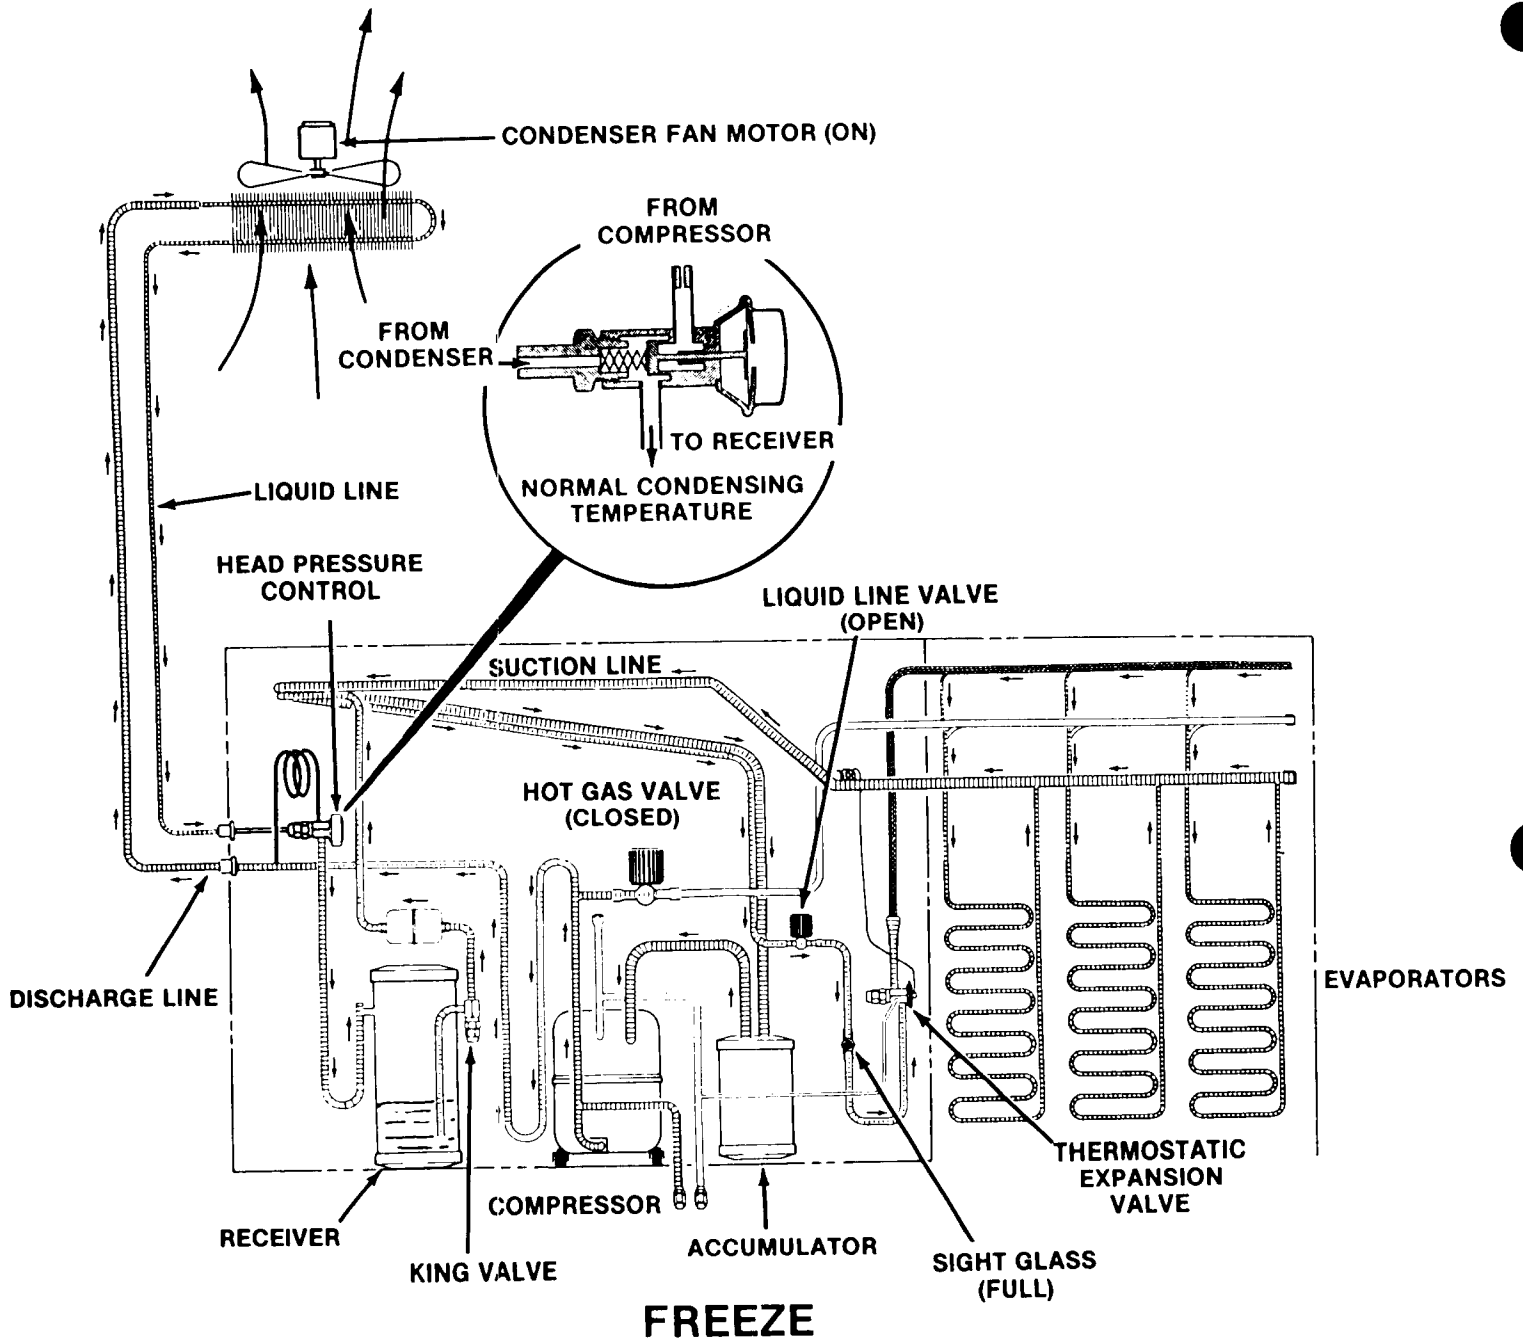 CONDENSER FAN MOTOR (ON)
FROM
COMPRESSOR
FROM
CONDENSER
TO RECEIVER
NORMAL CONDENSING
TEMPERATURE
LIQUID LINE
HEAD PRESSURE
CONTROL
LIQUID LINE VALVE
(OPEN)
SUCTION LINE
HOT GAS VALVE
(CLOSED)
DISCHARGE LINE
EVAPORATORS
THERMOSTATIC
EXPANSION
VALVE
COMPRESSOR
RECEIVER
ACCUMULATOR
KING VALVE
SIGHT GLASS
(FULL)
FREEZE